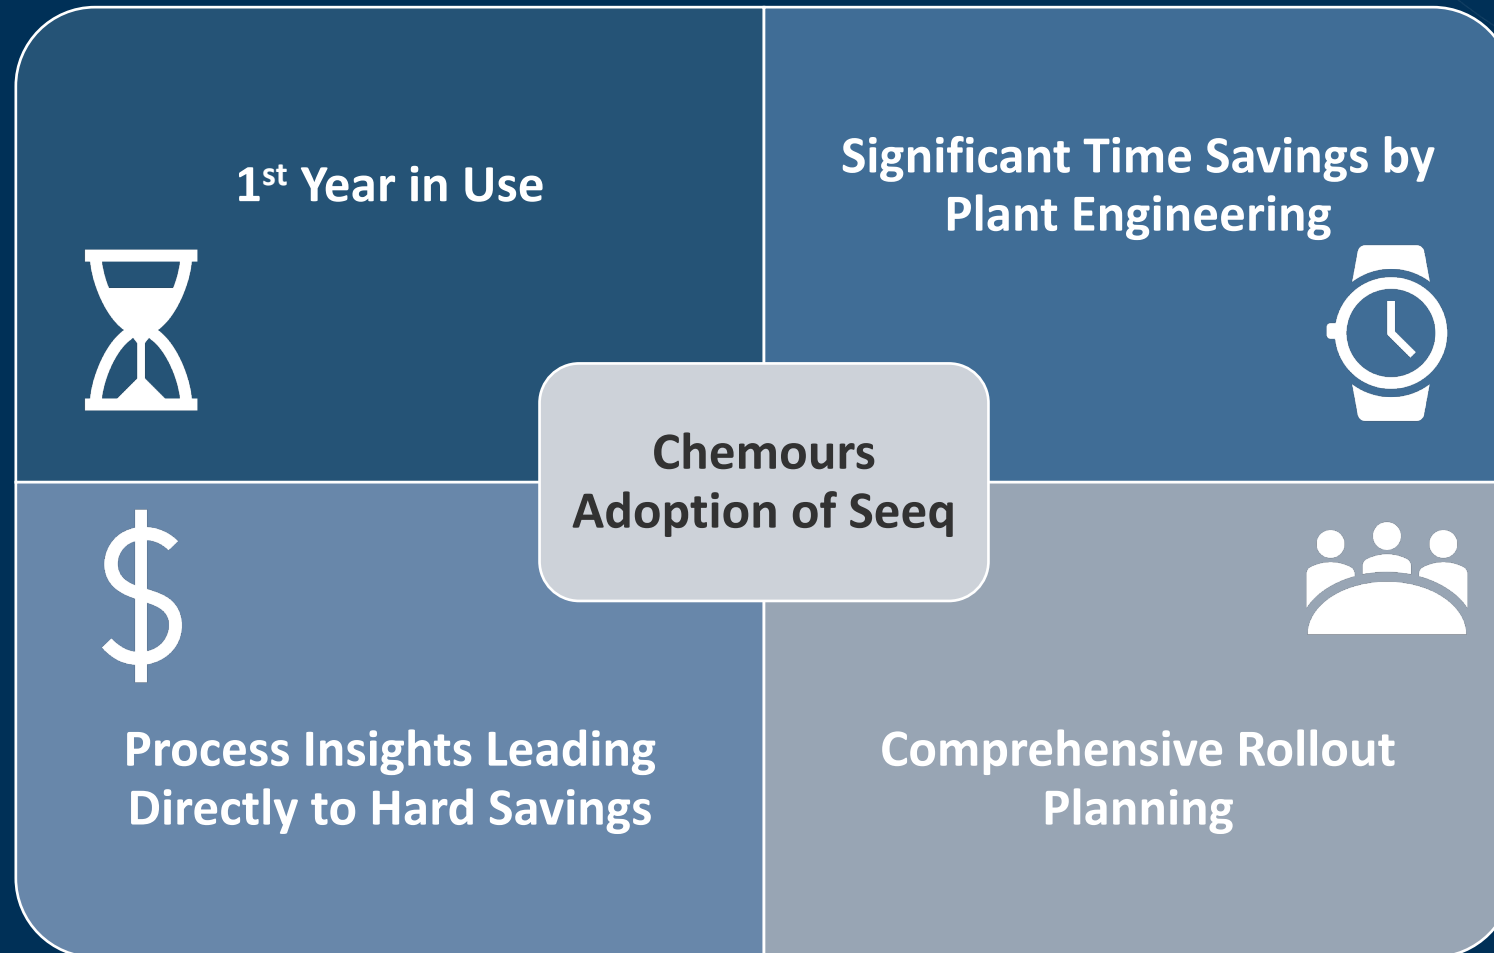 1st Year in Use
Significant Time Savings by
Plant Engineering
Chemours
Adoption of Seeq
Process Insights Leading
Directly to Hard Savings
Comprehensive Rollout
Planning